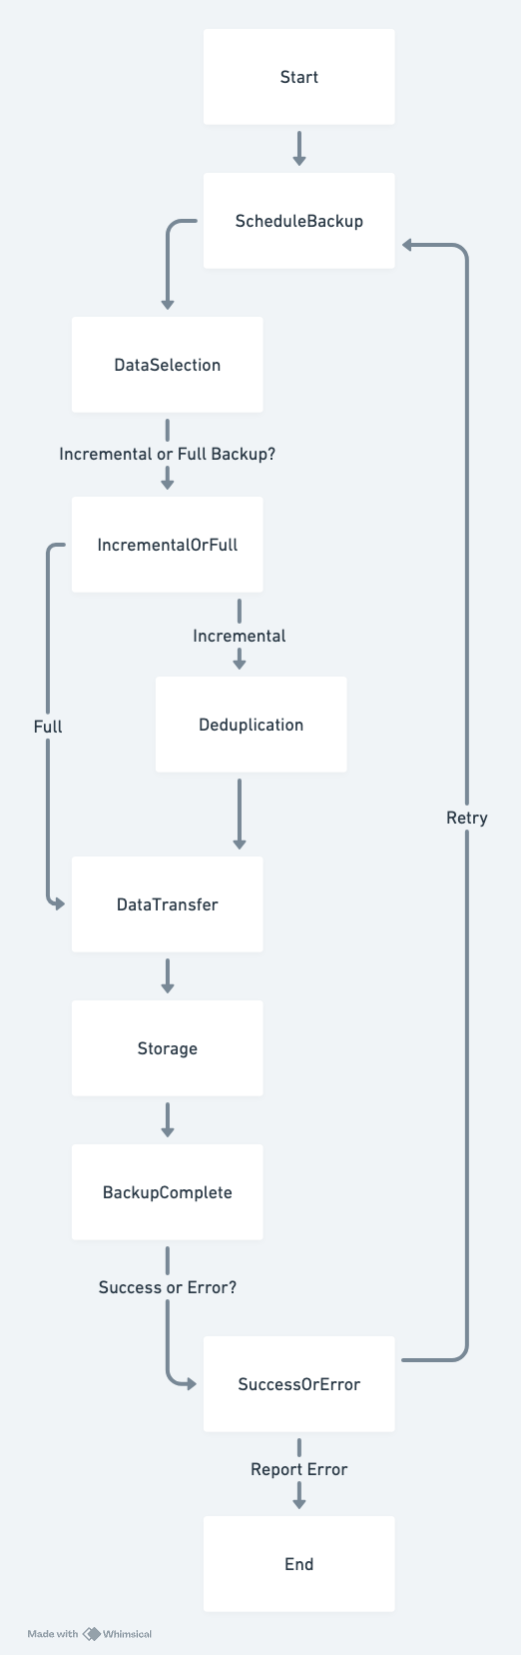 Start
ScheduleBackup
DataSelection
Incremental or Full Backup?
IncrementalOrFull
Incremental
Deduplication
Full
Retry
DataTransfer
Storage
BackupComplete
Success or Error?
SuccessOrError
Report Error
End
Made with Whimsical